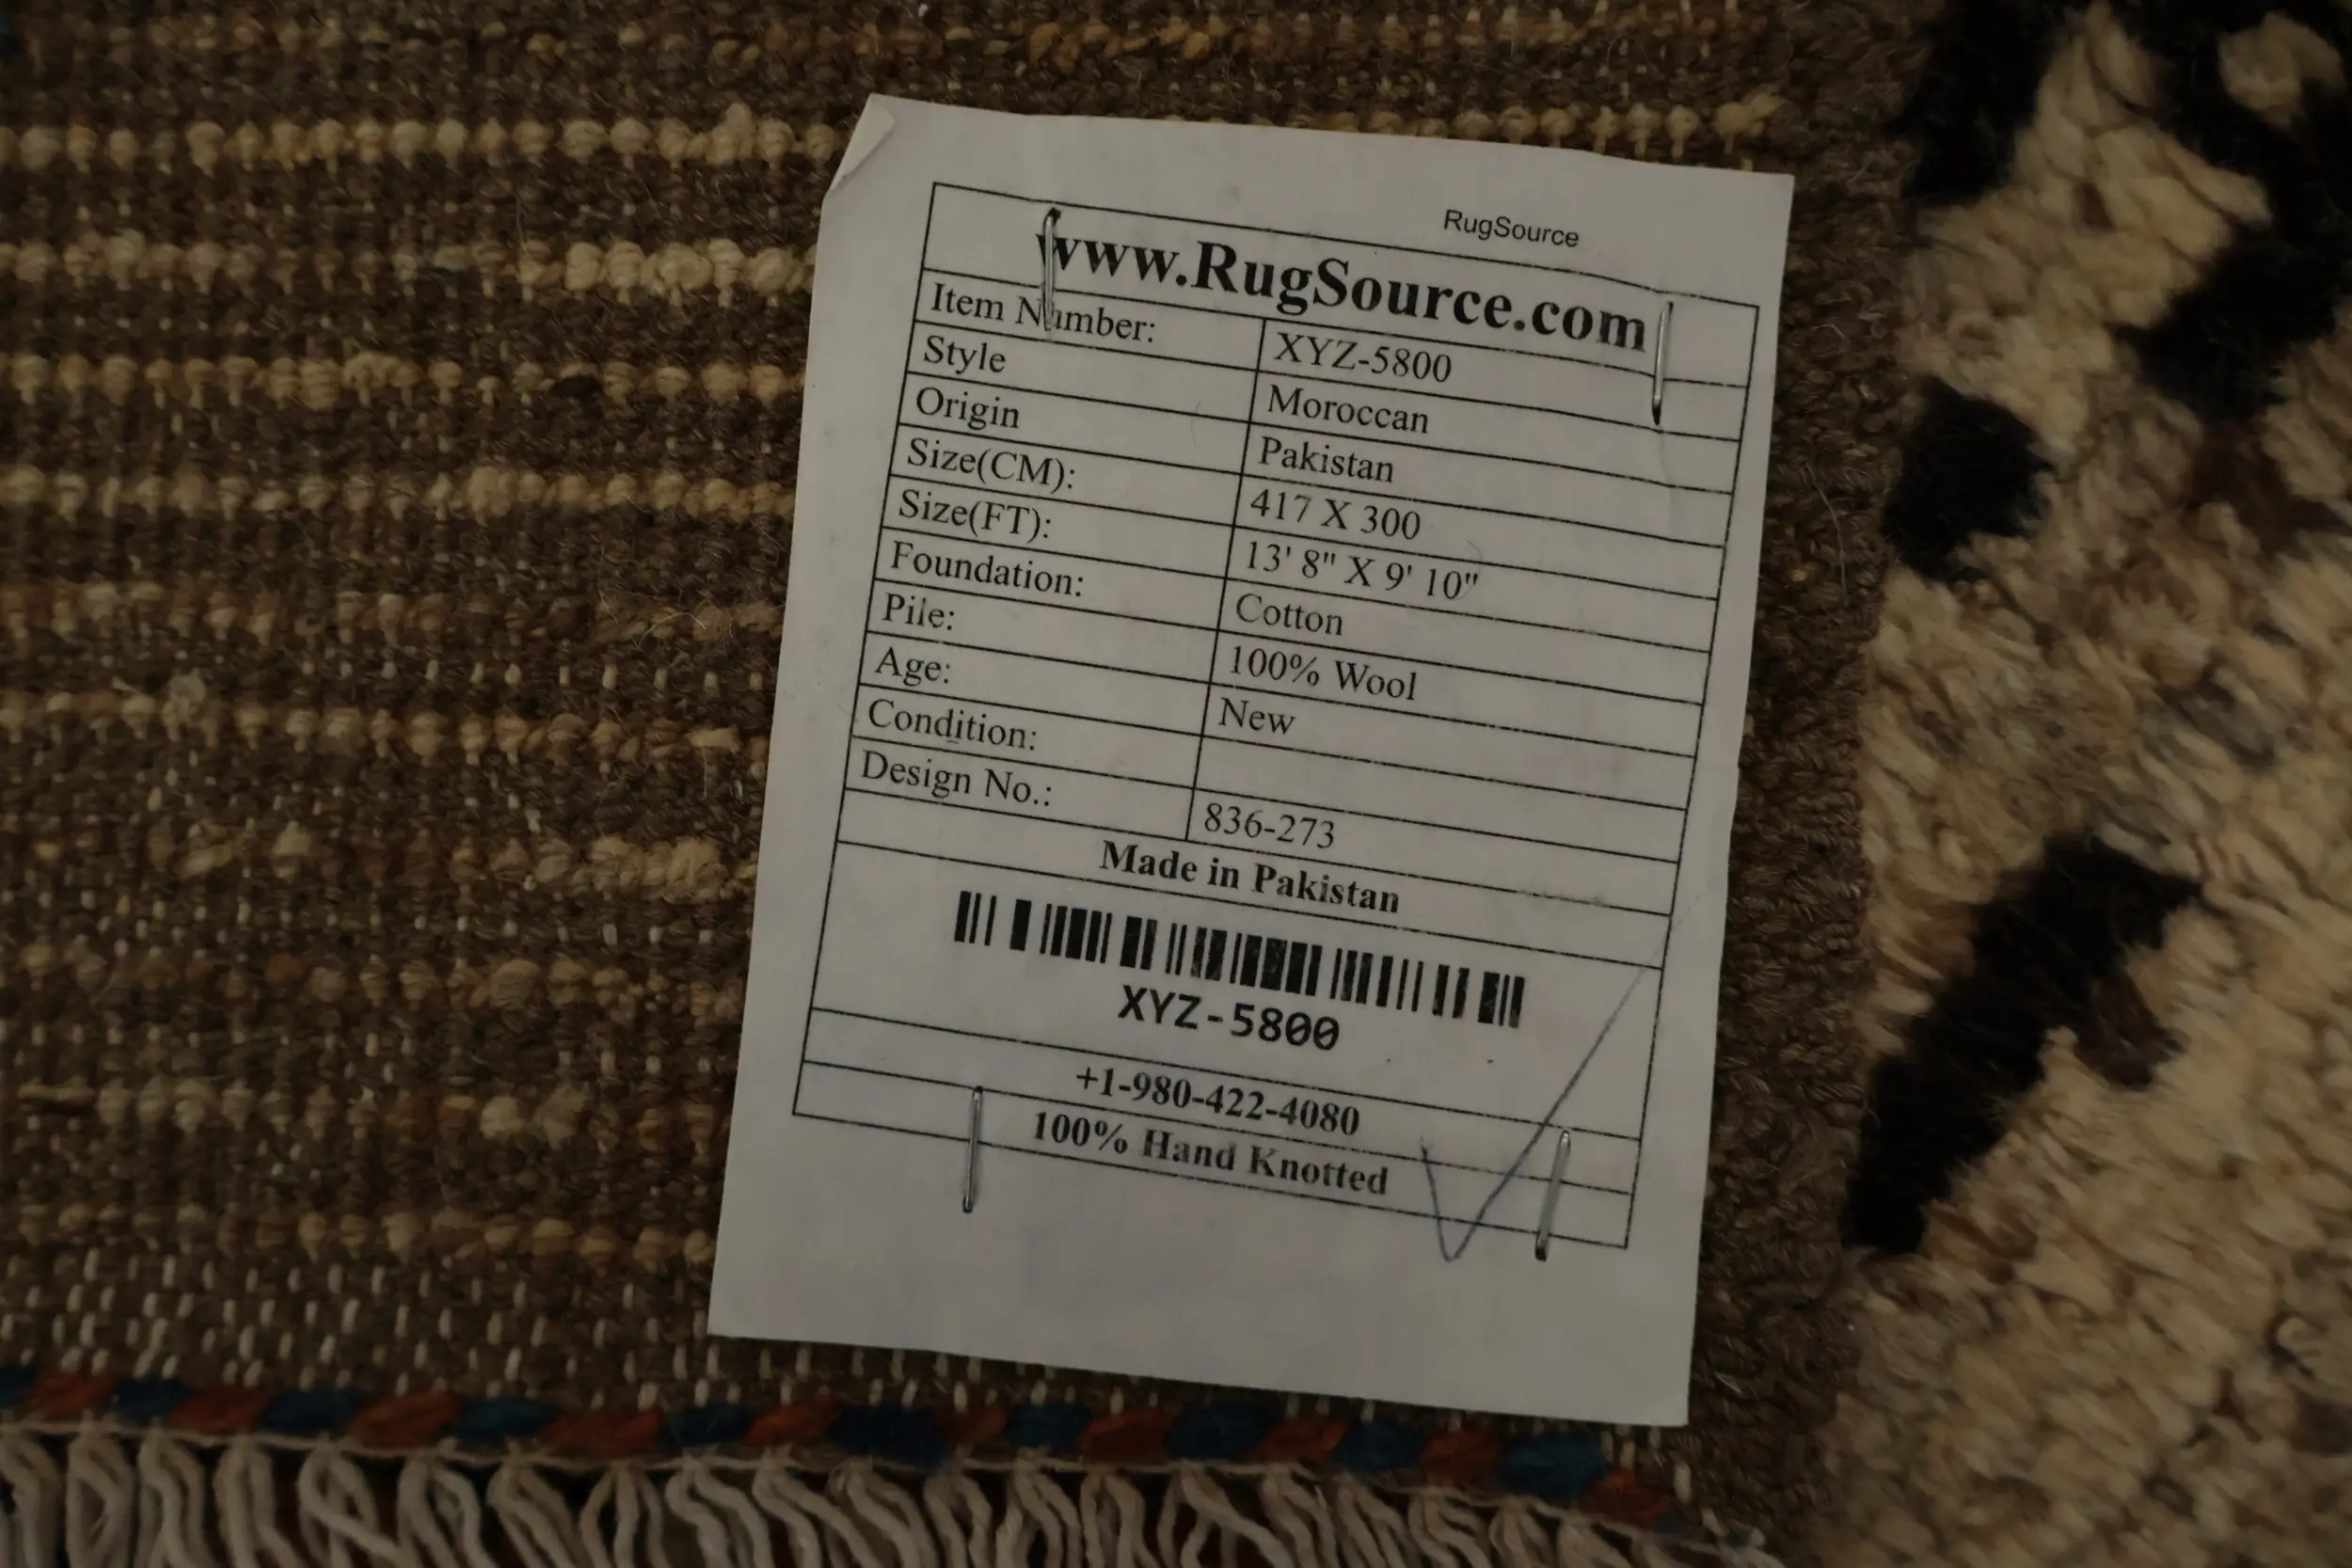 RugSource
www.RugSource.com
Item Number: XYZ-5800
Style Moroccan
Origin Pakistan
Size(CM): 417 X 300
Size(FT): 13' 8" X 9' 10"
Foundation: Cotton
Pile: 100% Wool
Age: New
Condition:
Design No.: 836-273
Made in Pakistan
XYZ-5800
+1-980-422-4080
100% Hand Knotted